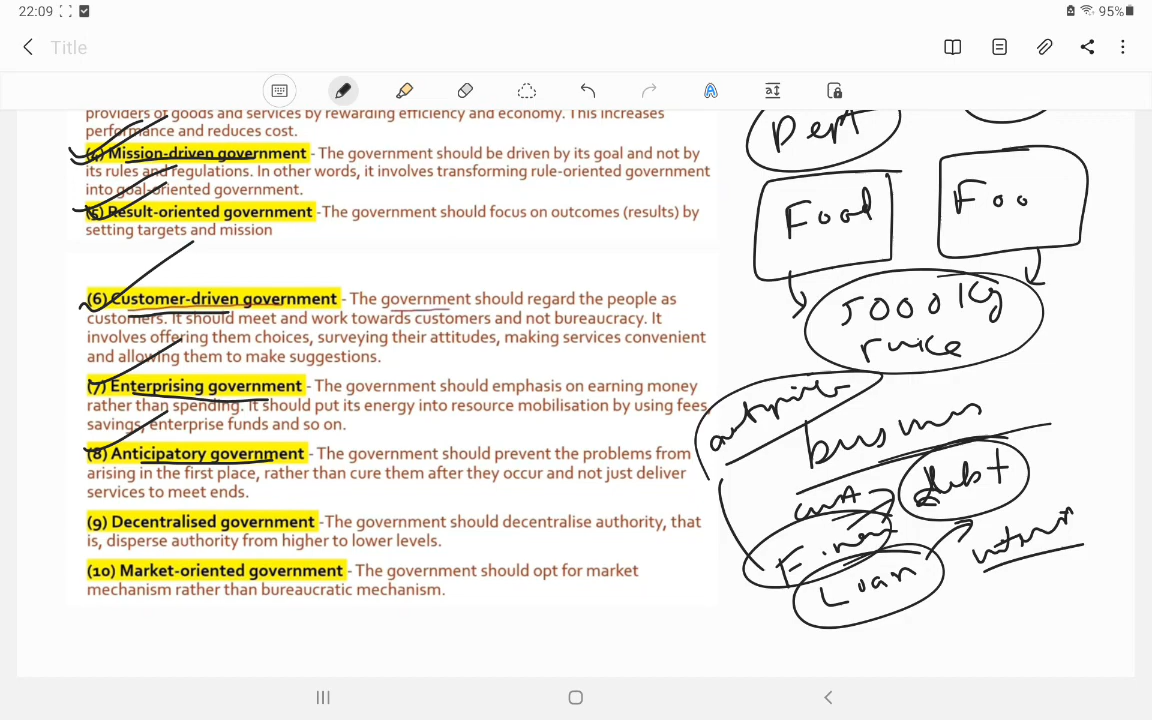 22:09
95%
Title
providers of goods and services by rewarding efficiency and economy. This increases
performance and reduces cost.
(4) Mission-driven government - The government should be driven by its goal and not by
its rules and regulations. In other words, it involves transforming rule-oriented government
into goal-oriented government.
(5) Result-oriented government -The government should focus on outcomes (results) by
setting targets and mission
(6) Customer-driven government - The government should regard the people as
customers. It should meet and work towards customers and not bureaucracy. It
involves offering them choices, surveying their attitudes, making services convenient
and allowing them to make suggestions.
(7) Enterprising government - The government should emphasis on earning money
rather than spending. It should put its energy into resource mobilisation by using fees,
savings, enterprise funds and so on.
(8) Anticipatory government - The government should prevent the problems from
arising in the first place, rather than cure them after they occur and not just deliver
services to meet ends.
(9) Decentralised government -The government should decentralise authority, that
is, disperse authority from higher to lower levels.
(10) Market-oriented government - The government should opt for market
mechanism rather than bureaucratic mechanism.
Dept
Food
Foo
5000 Kg
debt
Loan